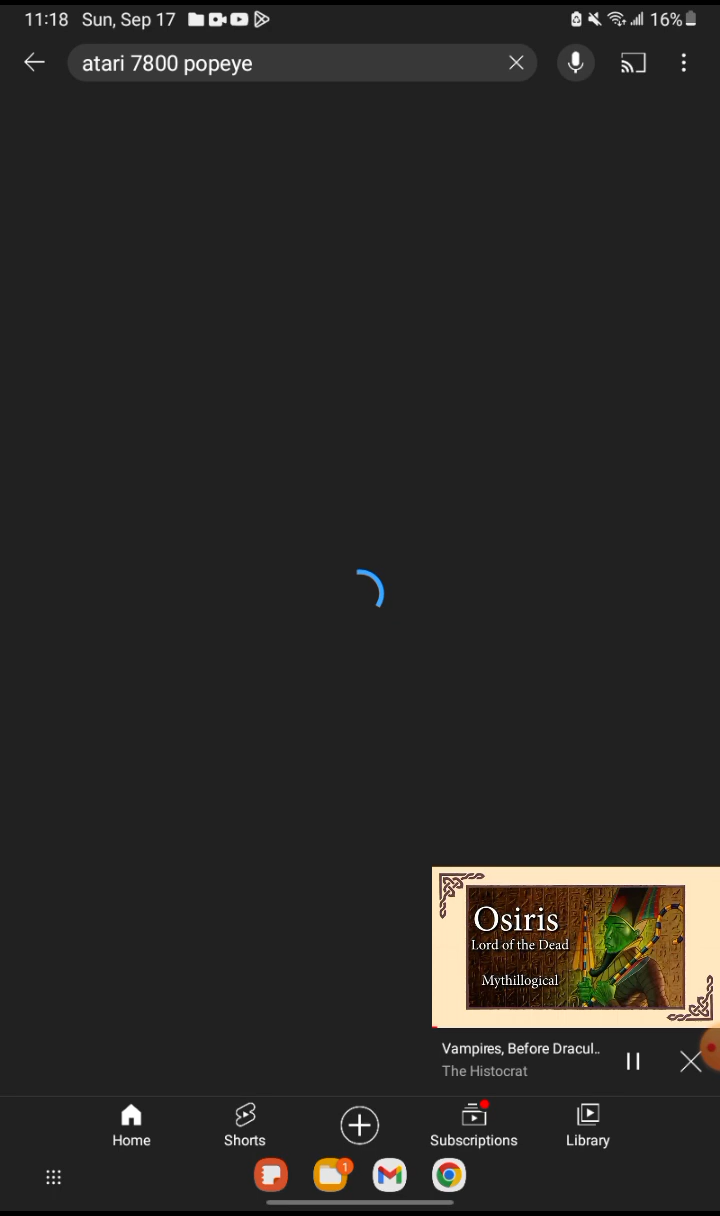 11:18 Sun, Sep 17
16%
atari 7800 popeye
Osiris
Lord of the Dead
Mythillogical
Vampires, Before Dracul..
The Histocrat
Home
Shorts
Subscriptions
Library
1